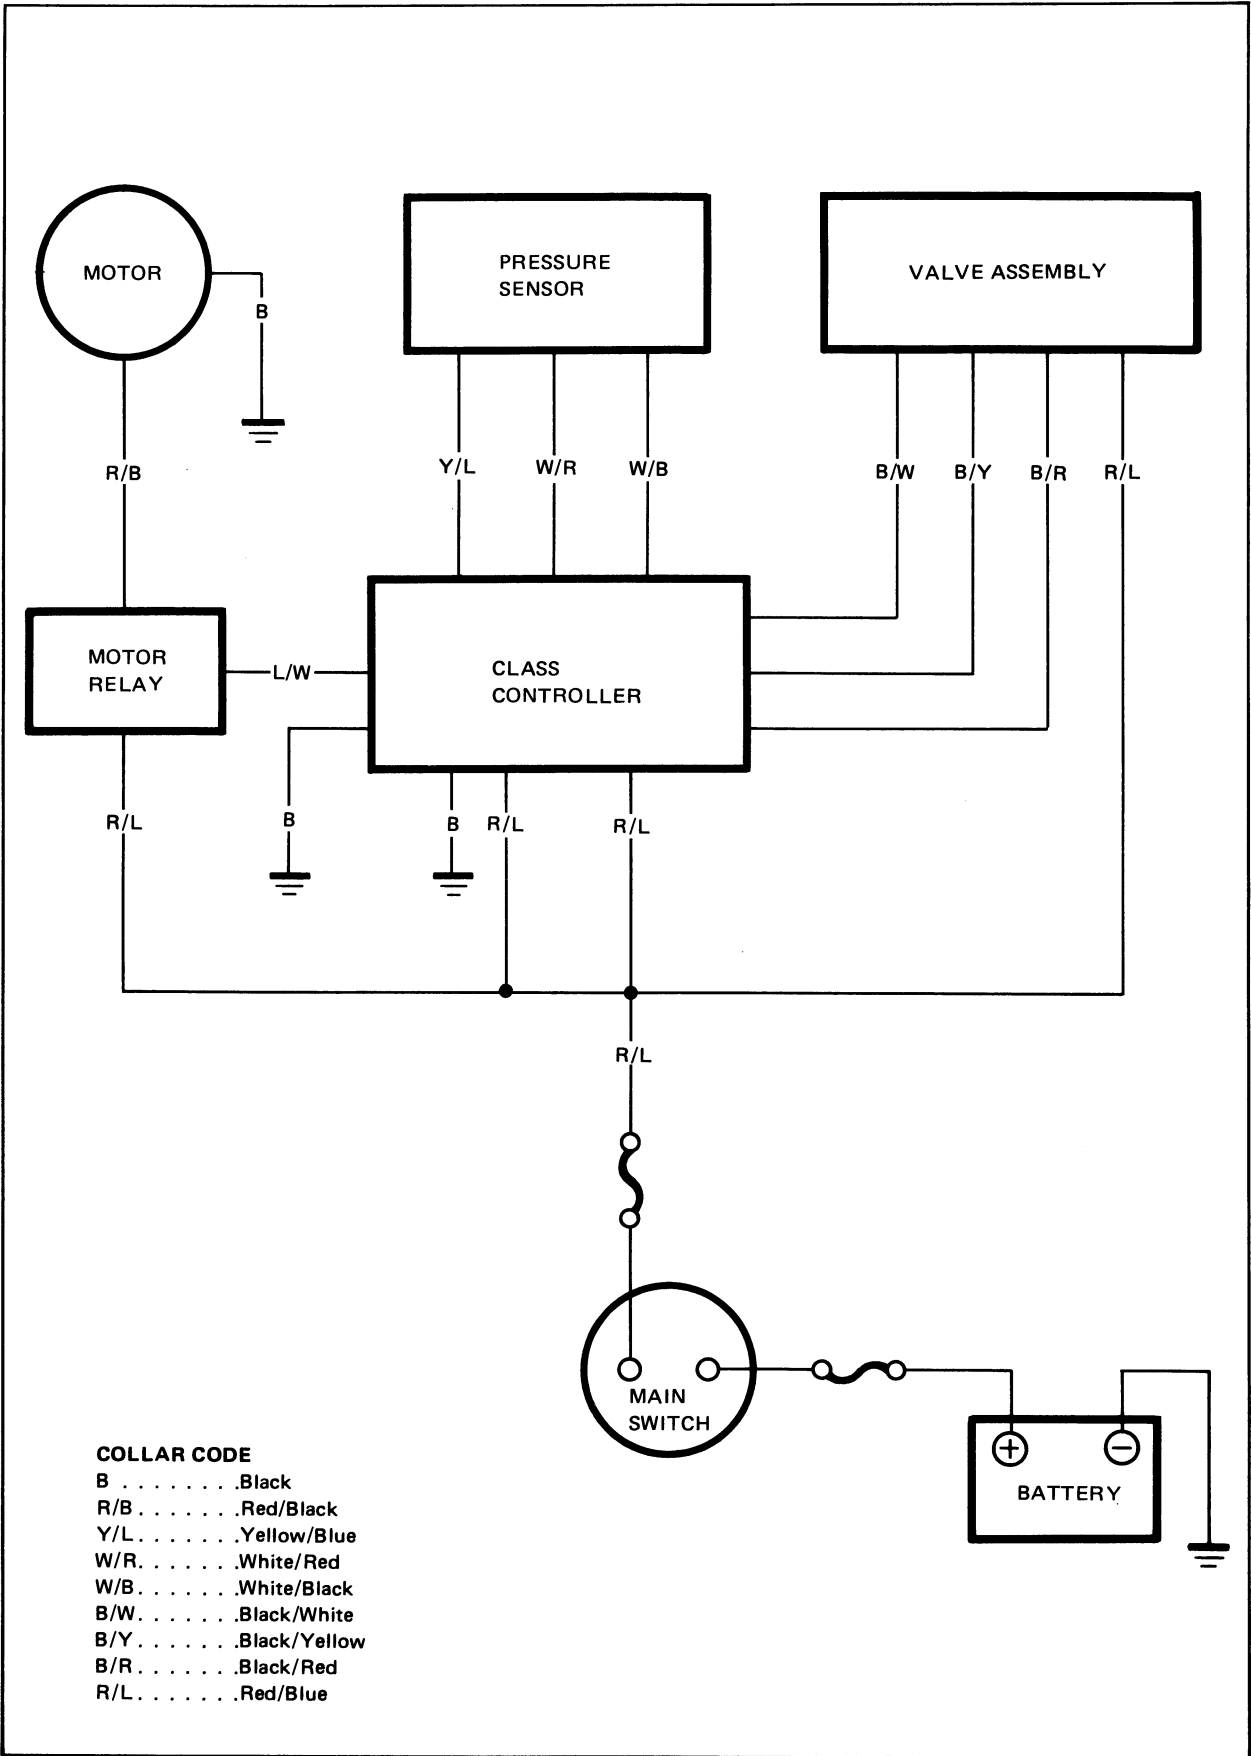 MOTOR
PRESSURE
SENSOR
VALVE ASSEMBLY
B
R/B
Y/L
W/R
W/B
B/W
B/Y
B/R
R/L
MOTOR
RELAY
L/W
CLASS
CONTROLLER
R/L
B
B
R/L
R/L
R/L
MAIN
SWITCH
+
−
BATTERY
COLLAR CODE
B . . . . . . . .Black
R/B . . . . . . .Red/Black
Y/L . . . . . . .Yellow/Blue
W/R. . . . . . .White/Red
W/B . . . . . . .White/Black
B/W. . . . . . .Black/White
B/Y . . . . . . .Black/Yellow
B/R . . . . . . .Black/Red
R/L . . . . . . .Red/Blue